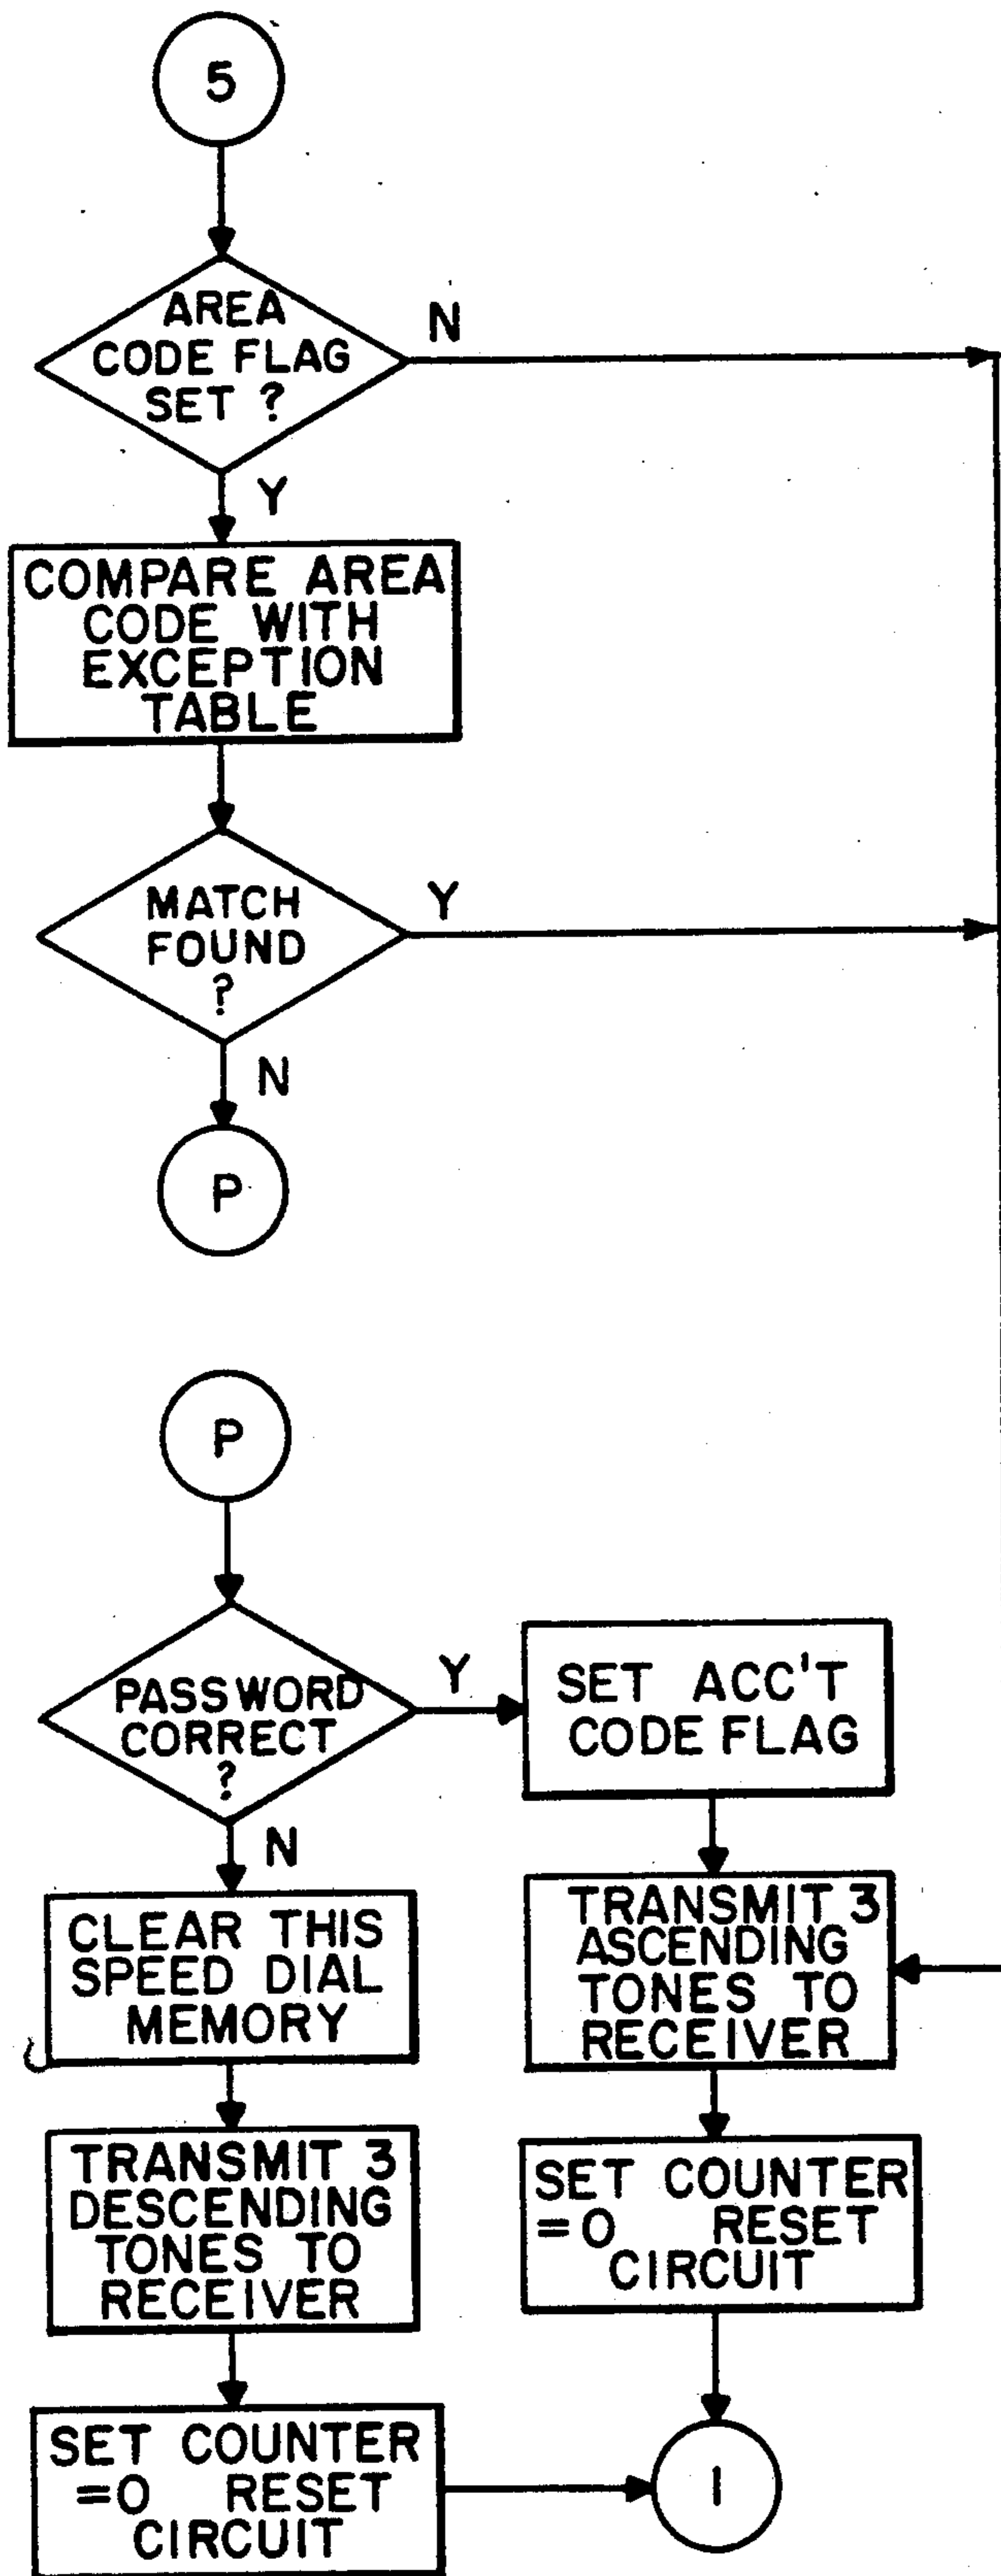 5
AREA
CODE FLAG
SET ?
N
Y
COMPARE AREA
CODE WITH
EXCEPTION
TABLE
MATCH
FOUND
?
Y
N
P
P
PASSWORD
CORRECT
?
Y
N
SET ACC'T
CODE FLAG
CLEAR THIS
SPEED DIAL
MEMORY
TRANSMIT 3
ASCENDING
TONES TO
RECEIVER
TRANSMIT 3
DESCENDING
TONES TO
RECEIVER
SET COUNTER
=0 RESET
CIRCUIT
SET COUNTER
=0 RESET
CIRCUIT
1